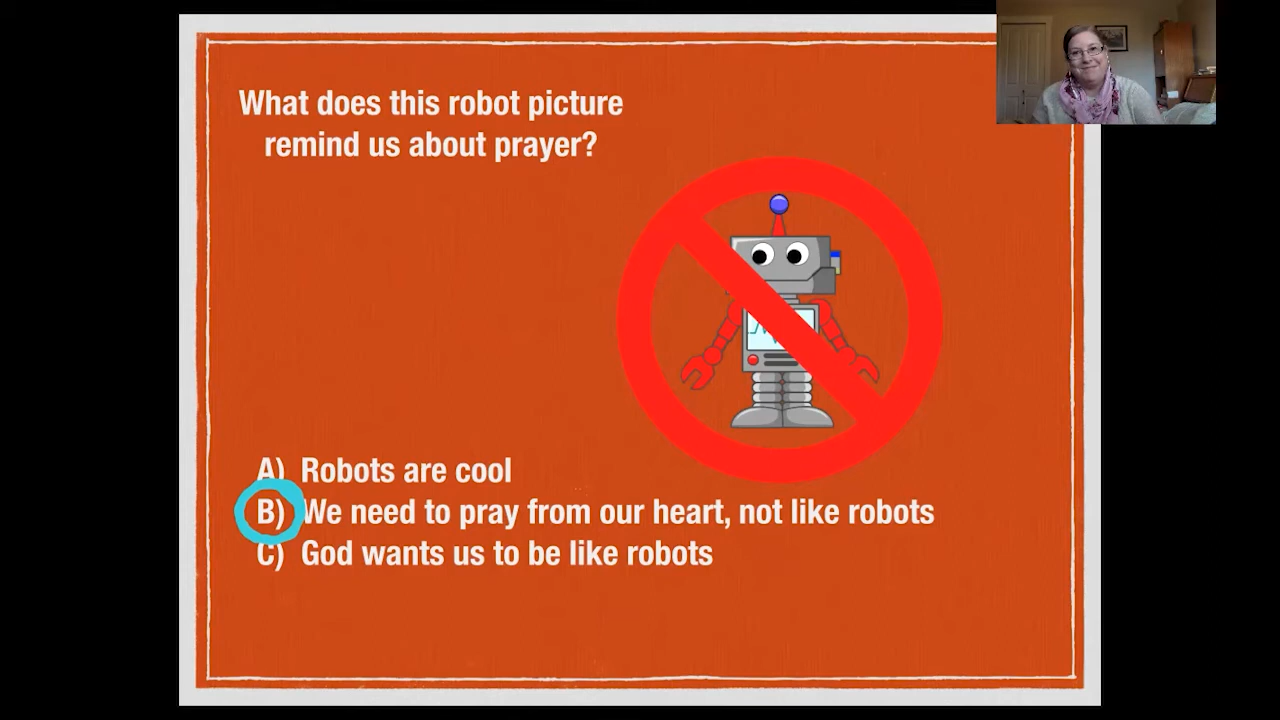 What does this robot picture
remind us about prayer?
A) Robots are cool
B) We need to pray from our heart, not like robots
C) God wants us to be like robots